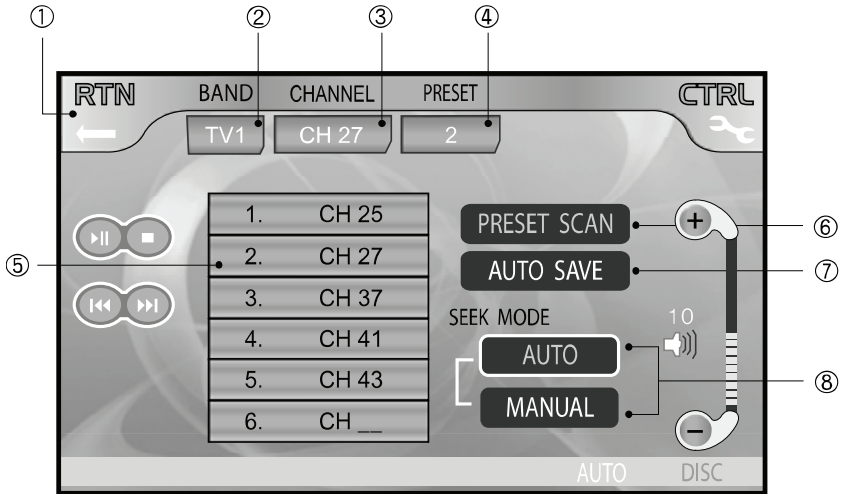 ① ② ③ ④
RTN BAND CHANNEL PRESET CTRL
TV1 CH 27 2
1. CH 25
2. CH 27
3. CH 37
4. CH 41
5. CH 43
6. CH __
PRESET SCAN
AUTO SAVE
SEEK MODE
AUTO
MANUAL
10
+
−
⑤
⑥
⑦
⑧
AUTO DISC